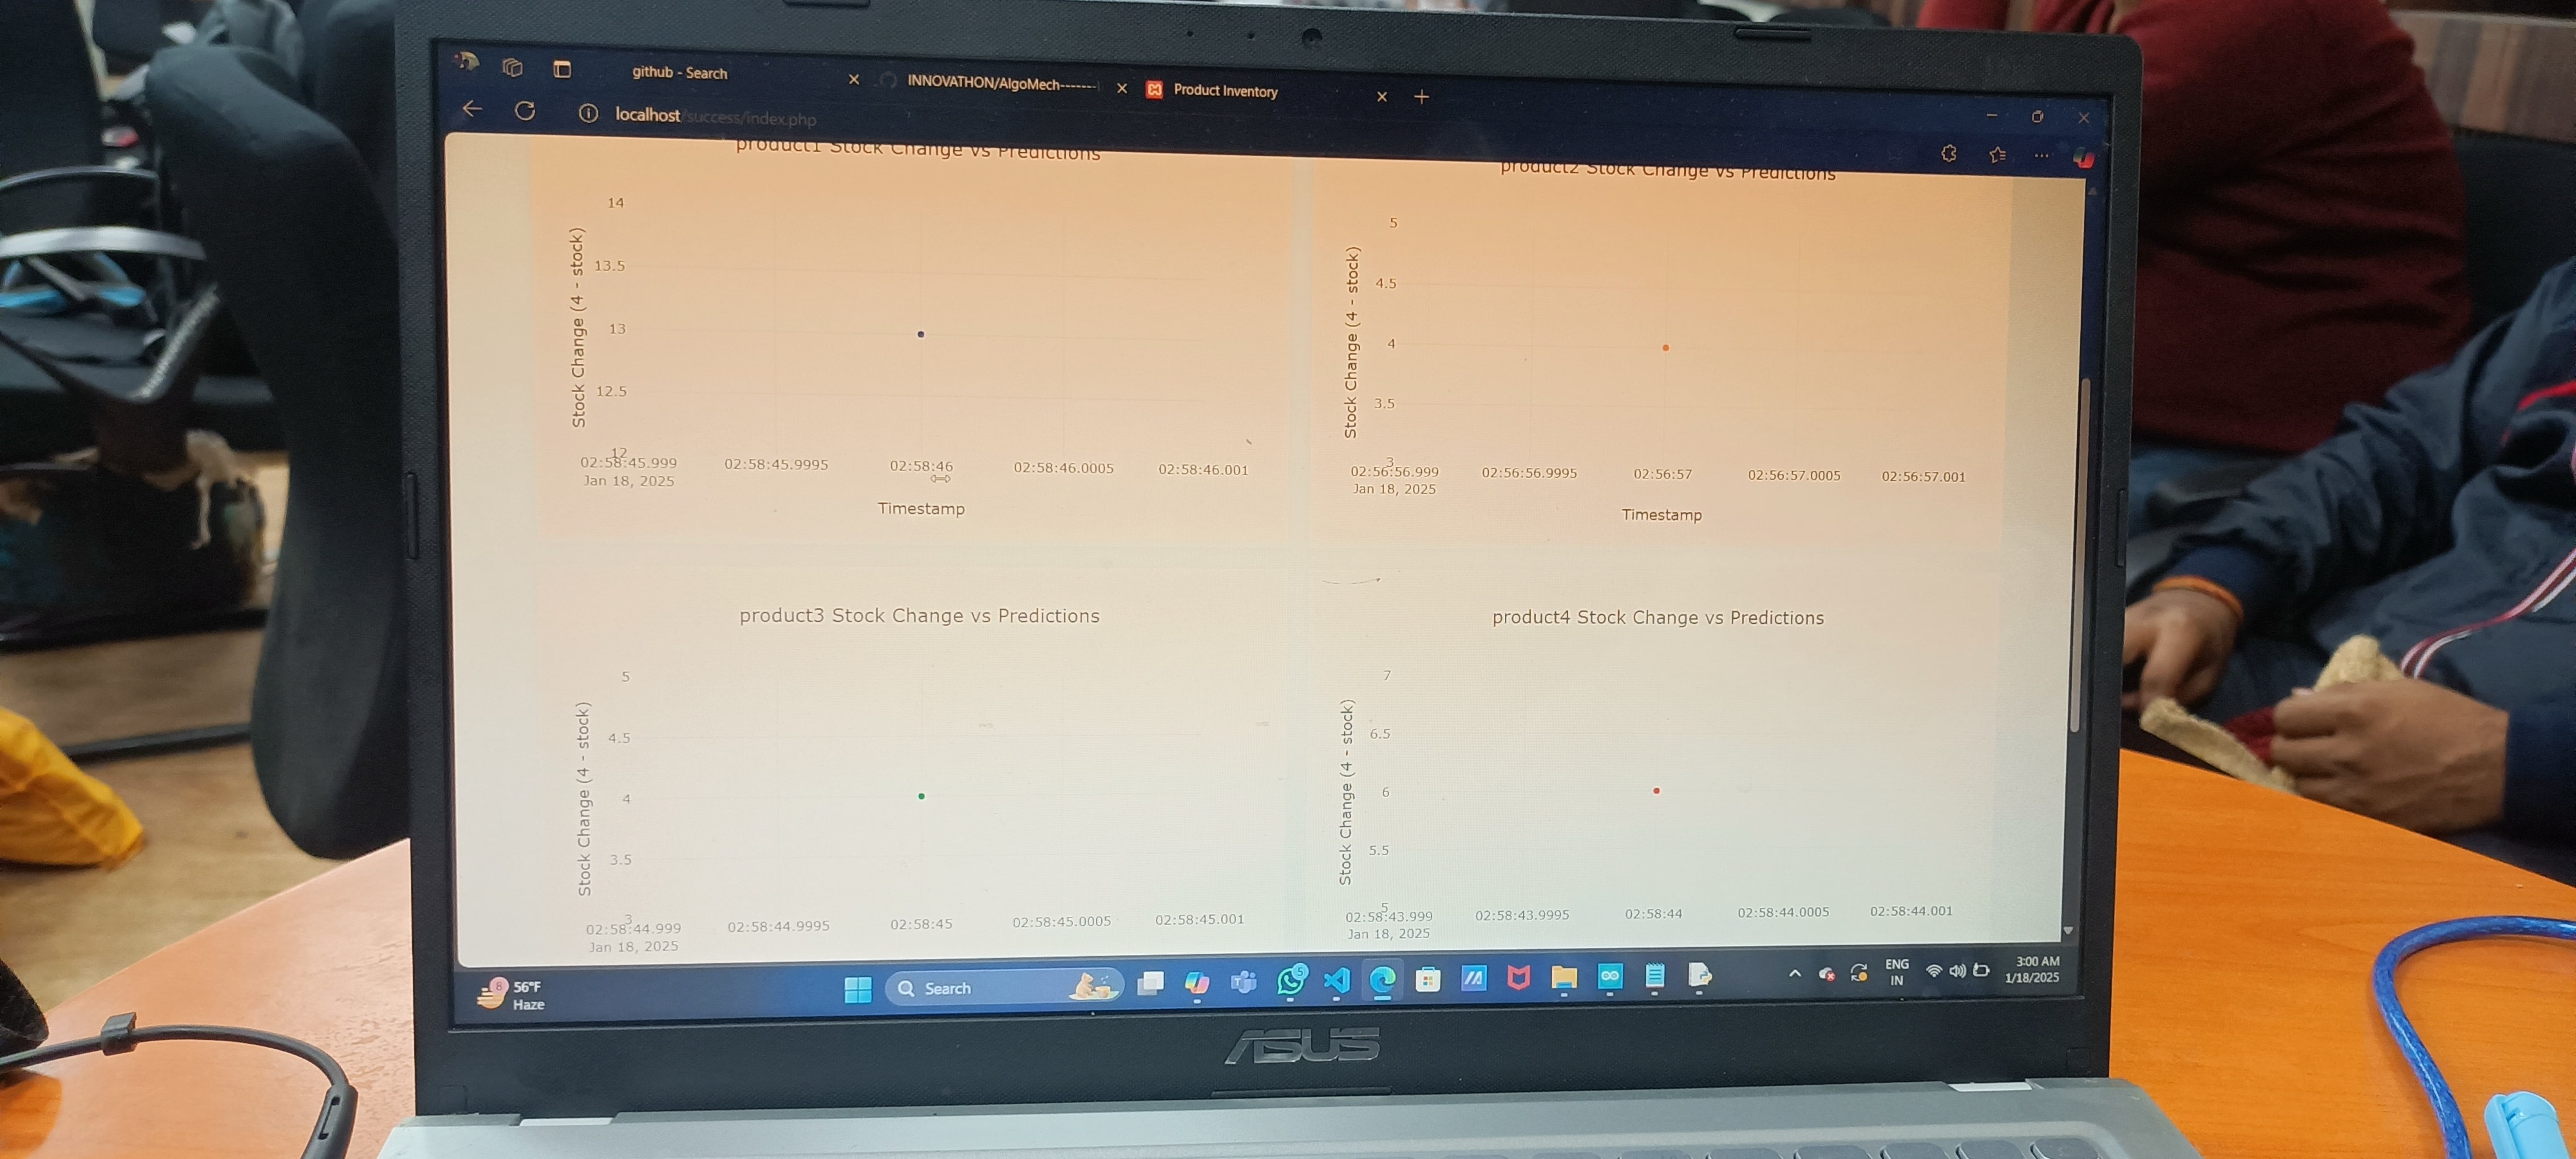 github - Search
INNOVATHON/AlgoMech-------
Product Inventory
localhost/success/index.php
product1 Stock Change vs Predictions
14
13.5
13
12.5
12
Stock Change (4 - stock)
02:58:45.999 02:58:45.9995 02:58:46 02:58:46.0005 02:58:46.001
Jan 18, 2025
Timestamp
product2 Stock Change vs Predictions
5
4.5
4
3.5
3
Stock Change (4 - stock)
02:56:56.999 02:56:56.9995 02:56:57 02:56:57.0005 02:56:57.001
Jan 18, 2025
Timestamp
product3 Stock Change vs Predictions
5
4.5
4
3.5
3
Stock Change (4 - stock)
02:58:44.999 02:58:44.9995 02:58:45 02:58:45.0005 02:58:45.001
Jan 18, 2025
product4 Stock Change vs Predictions
7
6.5
6
5.5
5
Stock Change (4 - stock)
02:58:43.999 02:58:43.9995 02:58:44 02:58:44.0005 02:58:44.001
Jan 18, 2025
8
56°F
Haze
Search
5
ENG
IN
3:00 AM
1/18/2025
ASUS